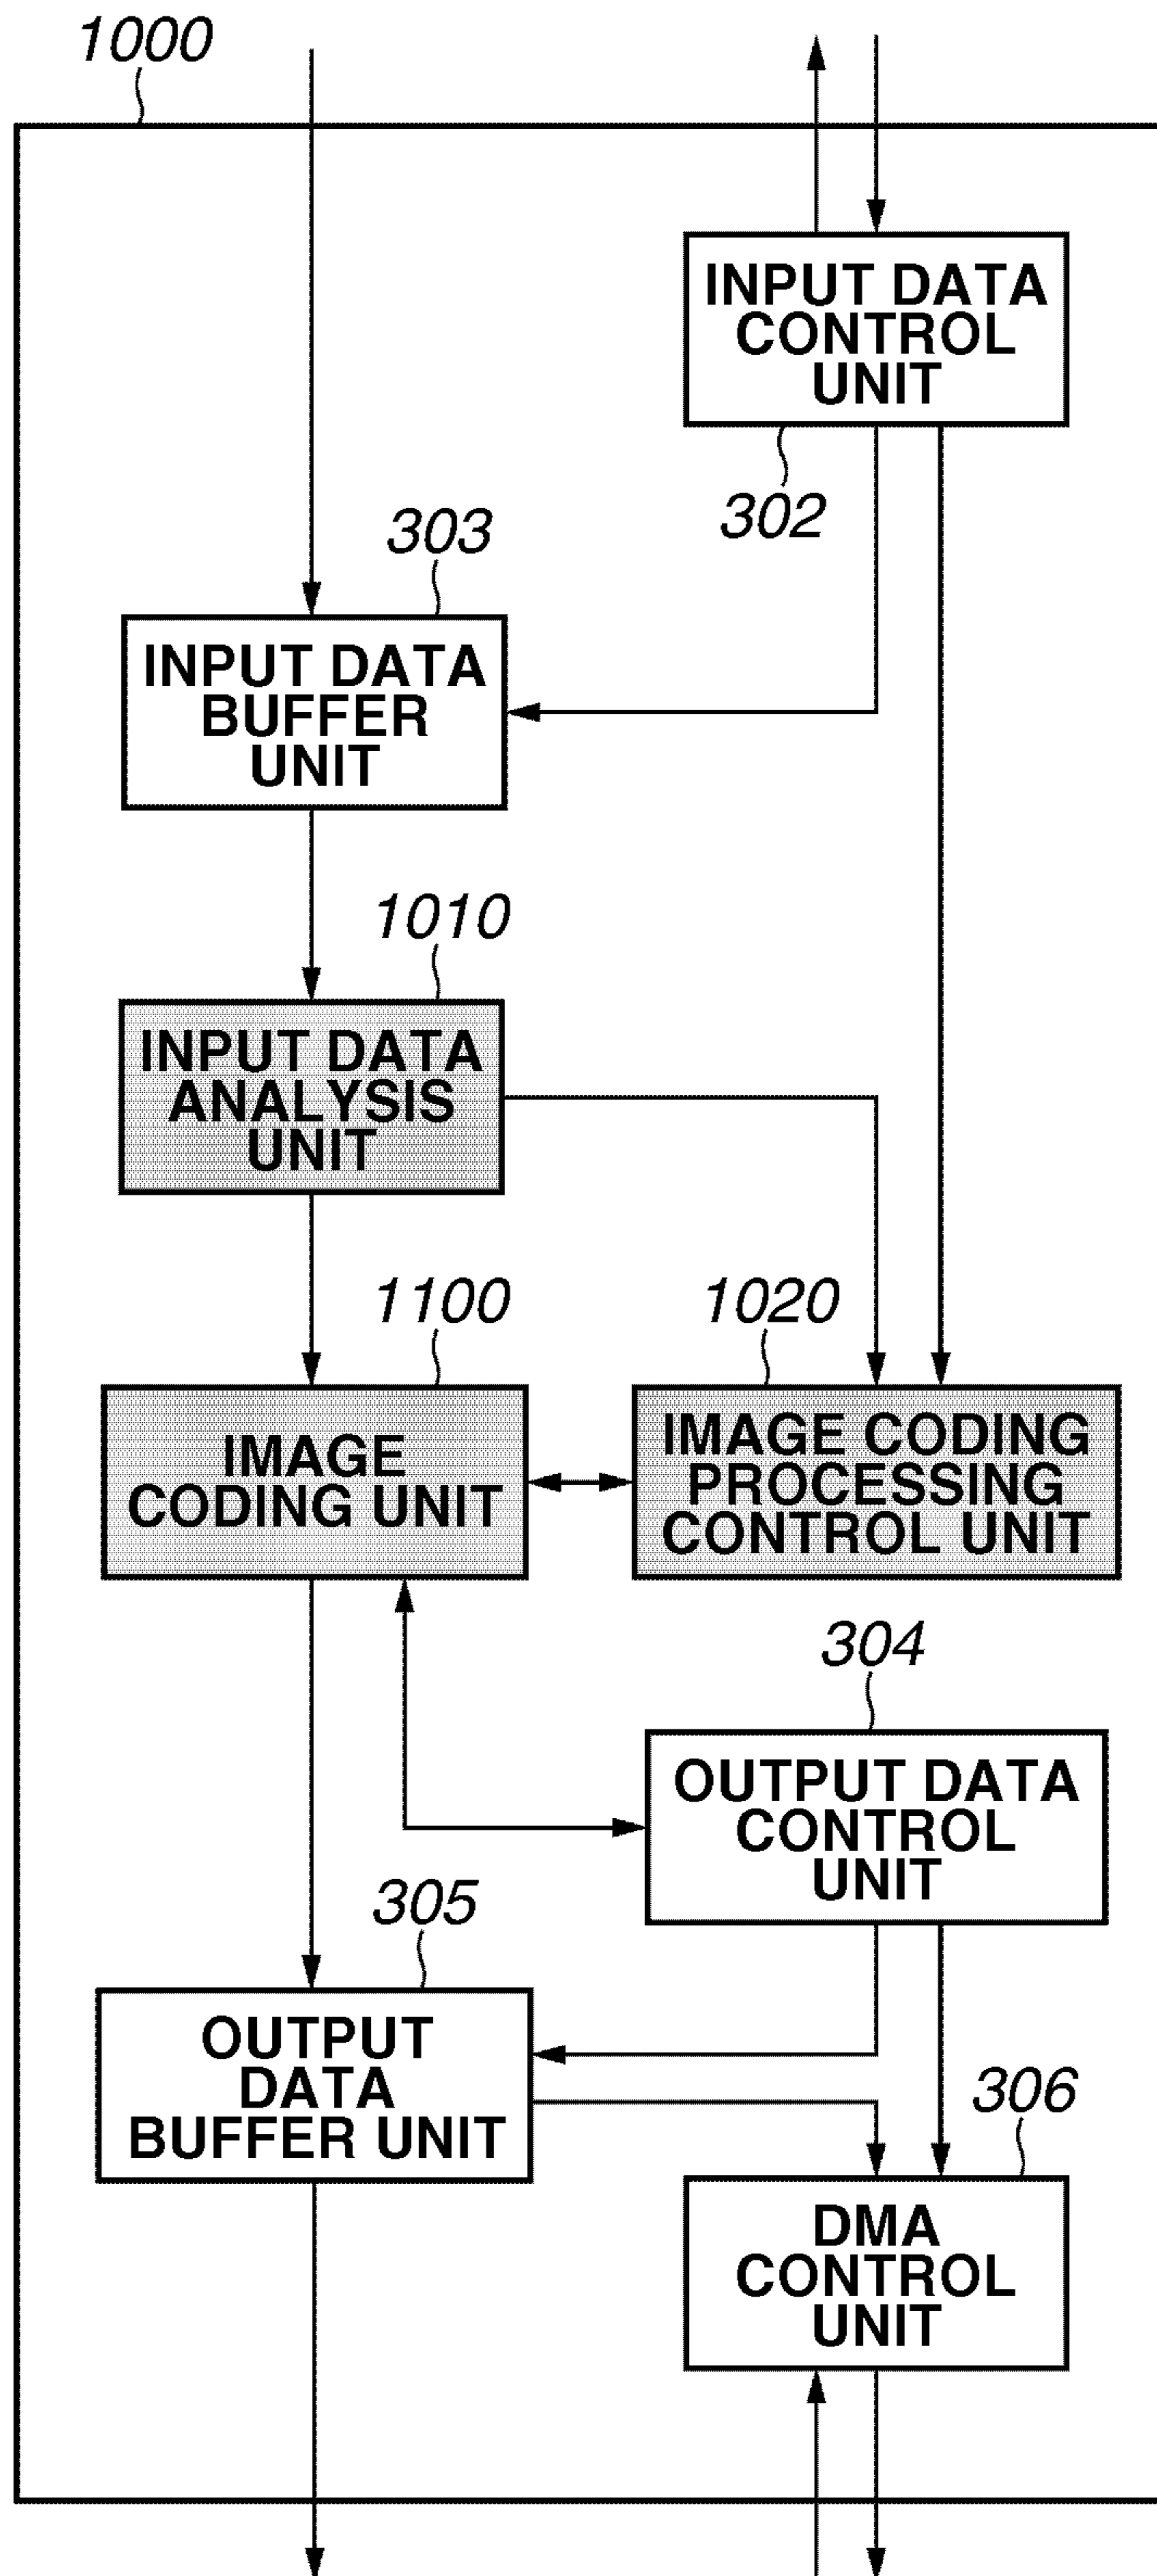 1000
INPUT DATA
CONTROL
UNIT
302
303
INPUT DATA
BUFFER
UNIT
1010
INPUT DATA
ANALYSIS
UNIT
1100
IMAGE
CODING UNIT
1020
IMAGE CODING
PROCESSING
CONTROL UNIT
304
OUTPUT DATA
CONTROL
UNIT
305
OUTPUT
DATA
BUFFER UNIT
306
DMA
CONTROL
UNIT